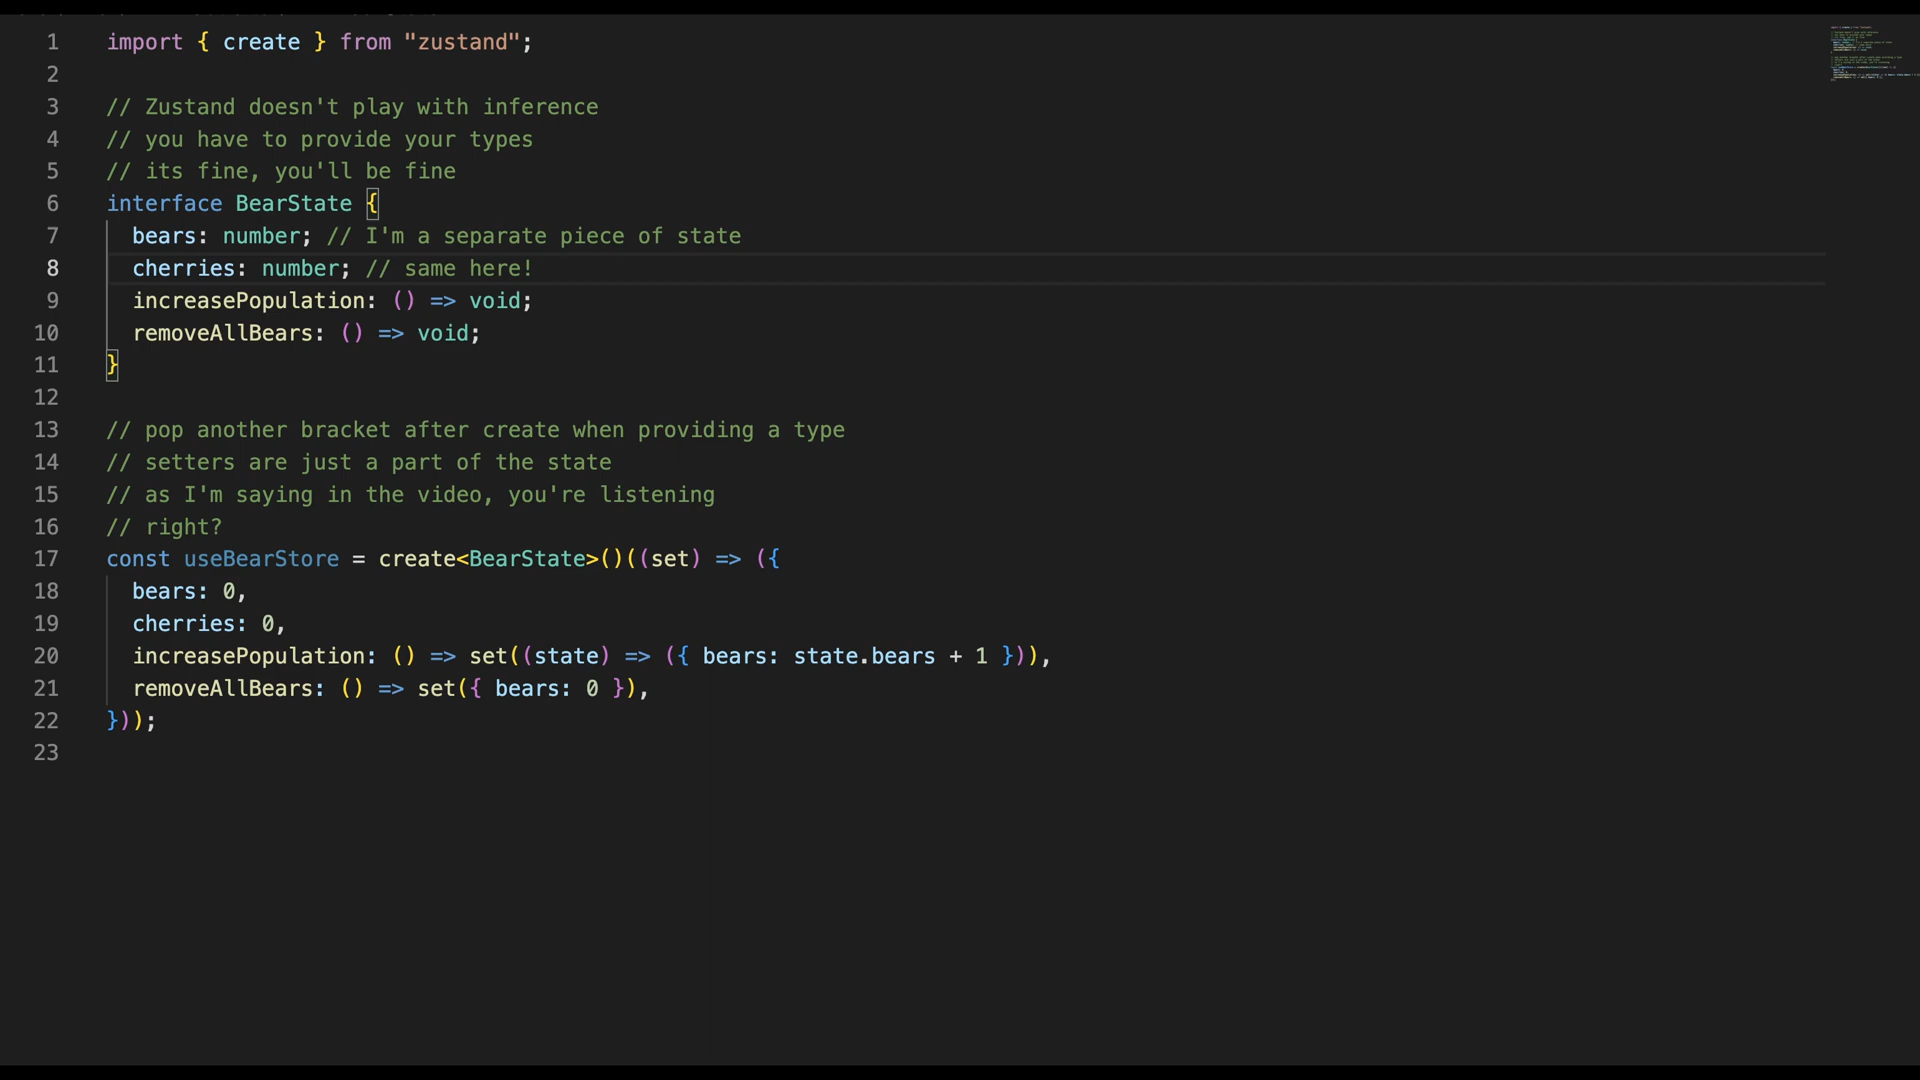 1 import { create } from "zustand";
2
3 // Zustand doesn't play with inference
4 // you have to provide your types
5 // its fine, you'll be fine
6 interface BearState {
7   bears: number; // I'm a separate piece of state
8   cherries: number; // same here!
9   increasePopulation: () => void;
10   removeAllBears: () => void;
11 }
12
13 // pop another bracket after create when providing a type
14 // setters are just a part of the state
15 // as I'm saying in the video, you're listening
16 // right?
17 const useBearStore = create<BearState>()((set) => ({
18   bears: 0,
19   cherries: 0,
20   increasePopulation: () => set((state) => ({ bears: state.bears + 1 })),
21   removeAllBears: () => set({ bears: 0 }),
22 }));
23